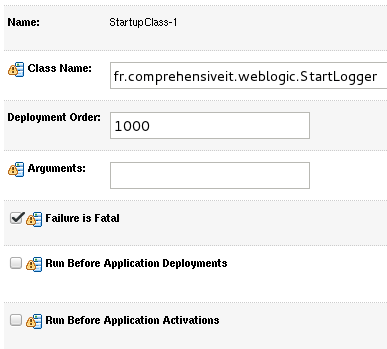 Name: StartupClass-1
Class Name: fr.comprehensiveit.weblogic.StartLogger
Deployment Order: 1000
Arguments:
Failure is Fatal
Run Before Application Deployments
Run Before Application Activations